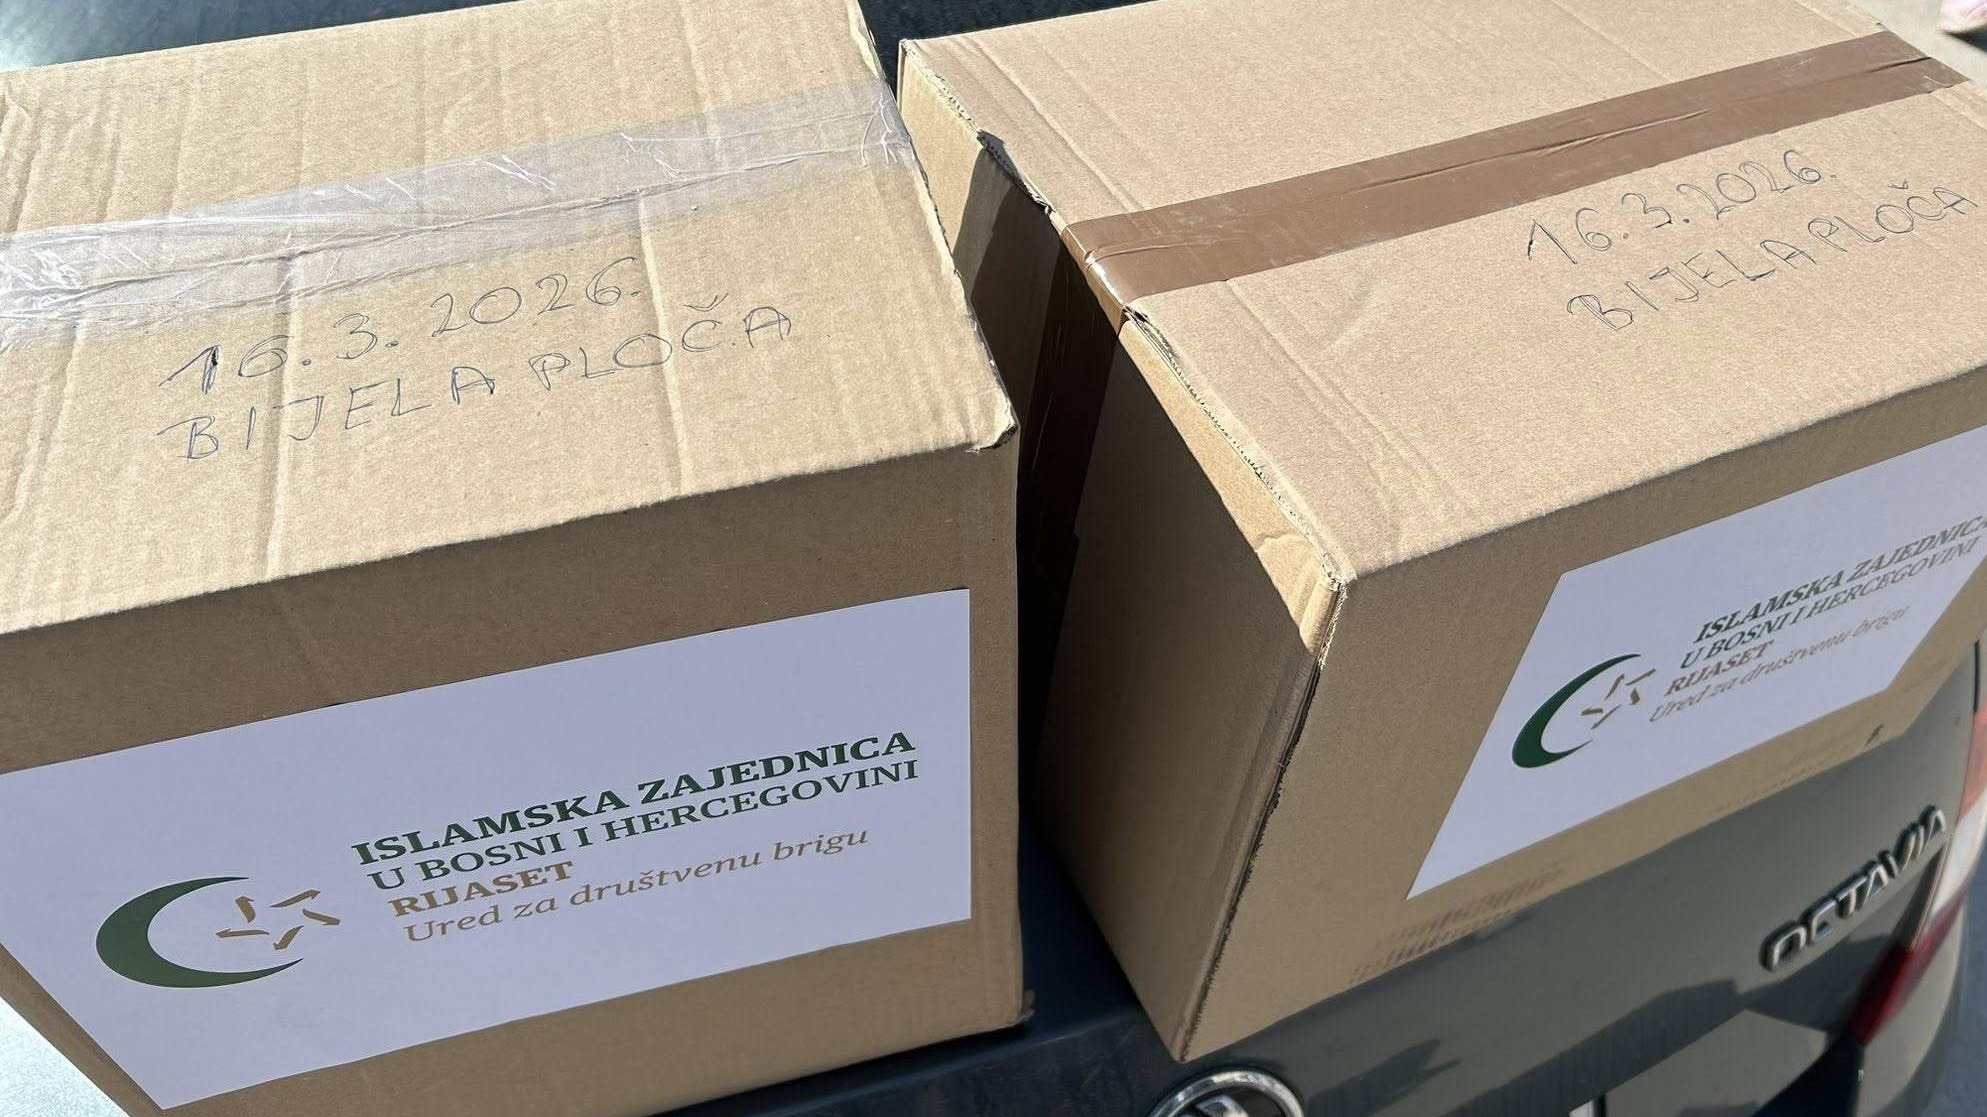 16.3.2026.
BIJELA PLOČA
ISLAMSKA ZAJEDNICA
U BOSNI I HERCEGOVINI
RIJASET
Ured za društvenu brigu
16.3.2026.
BIJELA PLOČA
ISLAMSKA ZAJEDNICA
U BOSNI I HERCEGOVINI
RIJASET
Ured za društvenu brigu
OCTAVIA